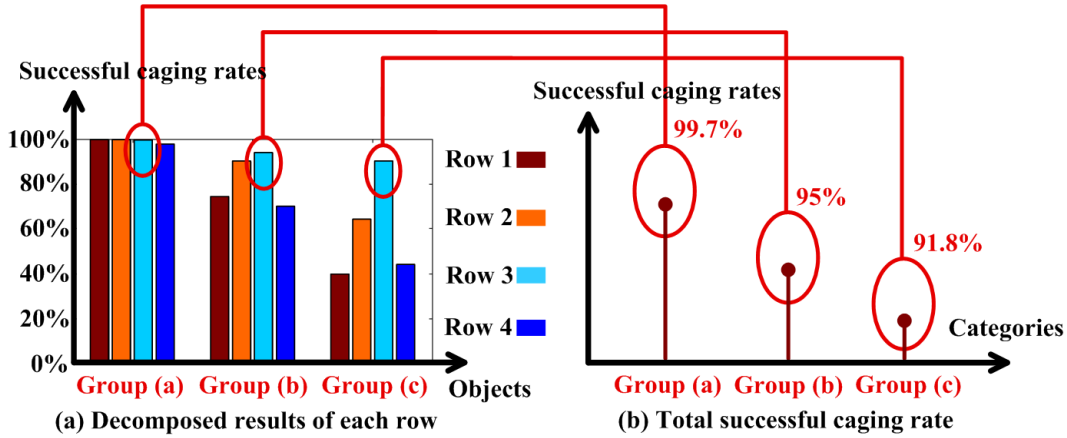 Successful caging rates
100%
80%
60%
40%
20%
0%
Row 1
Row 2
Row 3
Row 4
Group (a)
Group (b)
Group (c)
Objects
(a) Decomposed results of each row
Successful caging rates
99.7%
95%
91.8%
Categories
Group (a)
Group (b)
Group (c)
(b) Total successful caging rate